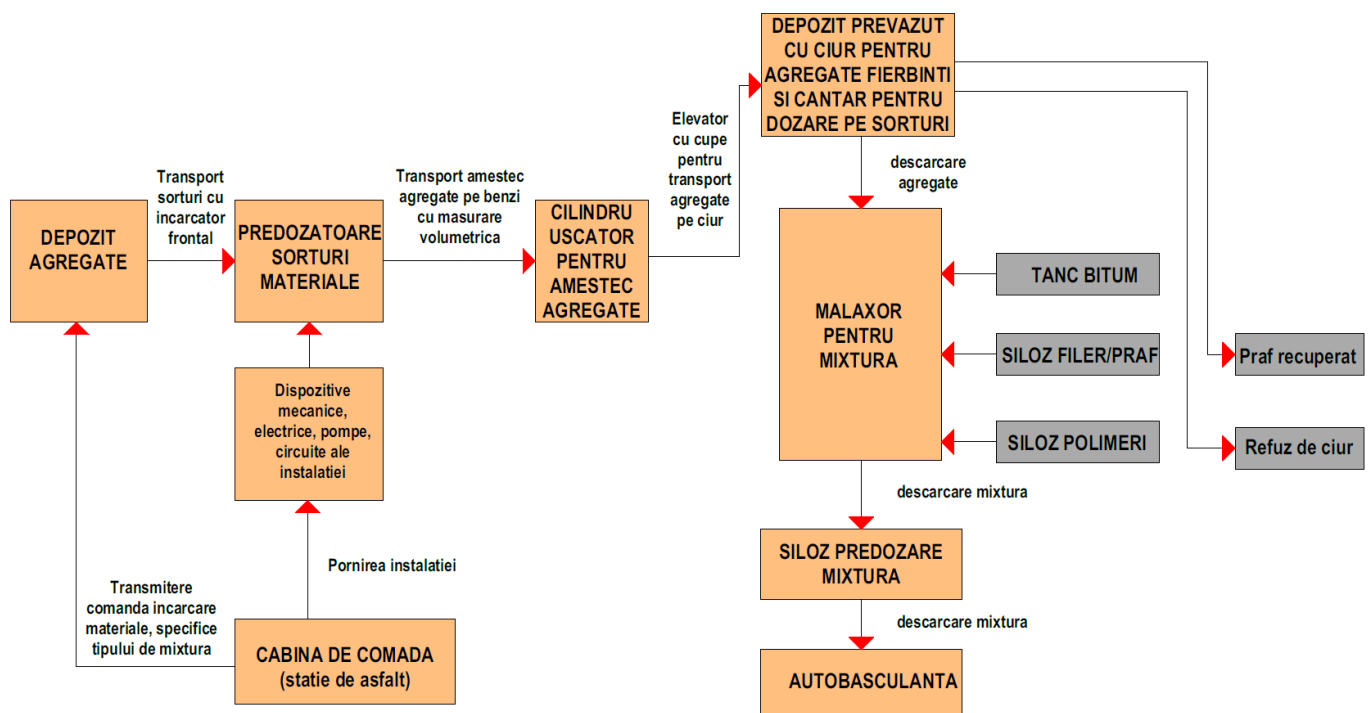 DEPOZIT PREVAZUT
CU CIUR PENTRU
AGREGATE FIERBINTI
SI CANTAR PENTRU
DOZARE PE SORTURI
Elevator
cu cupe
pentru
transport
agregate
pe ciur
descarcare
agregate
Transport
sorturi cu
incarcator
frontal
Transport amestec
agregate pe benzi
cu masurare
volumetrica
DEPOZIT
AGREGATE
PREDOZATOARE
SORTURI
MATERIALE
CILINDRU
USCATOR
PENTRU
AMESTEC
AGREGATE
MALAXOR
PENTRU
MIXTURA
TANC BITUM
SILOZ FILER/PRAF
SILOZ POLIMERI
Praf recuperat
Refuz de ciur
Dispozitive
mecanice,
electrice, pompe,
circuite ale
instalatiei
descarcare mixtura
SILOZ PREDOZARE
MIXTURA
Pornirea instalatiei
Transmitere
comanda incarcare
materiale, specifice
tipului de mixtura
descarcare mixtura
CABINA DE COMADA
(statie de asfalt)
AUTOBASCULANTA